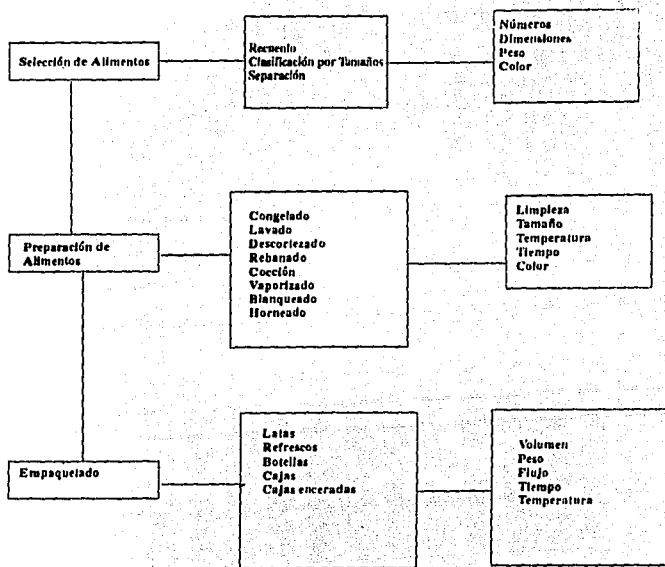 Selección de Alimentos
Recuento
Clasificación por Tamaños
Separación
Números
Dimensiones
Peso
Color
Preparación de
Alimentos
Congelado
Lavado
Descortezado
Rebanado
Cocción
Vaporizado
Blanqueado
Horneado
Limpieza
Tamaño
Temperatura
Tiempo
Color
Empaquetado
Latas
Refrescos
Botellas
Cajas
Cajas enceradas
Volumen
Peso
Flujo
Tiempo
Temperatura